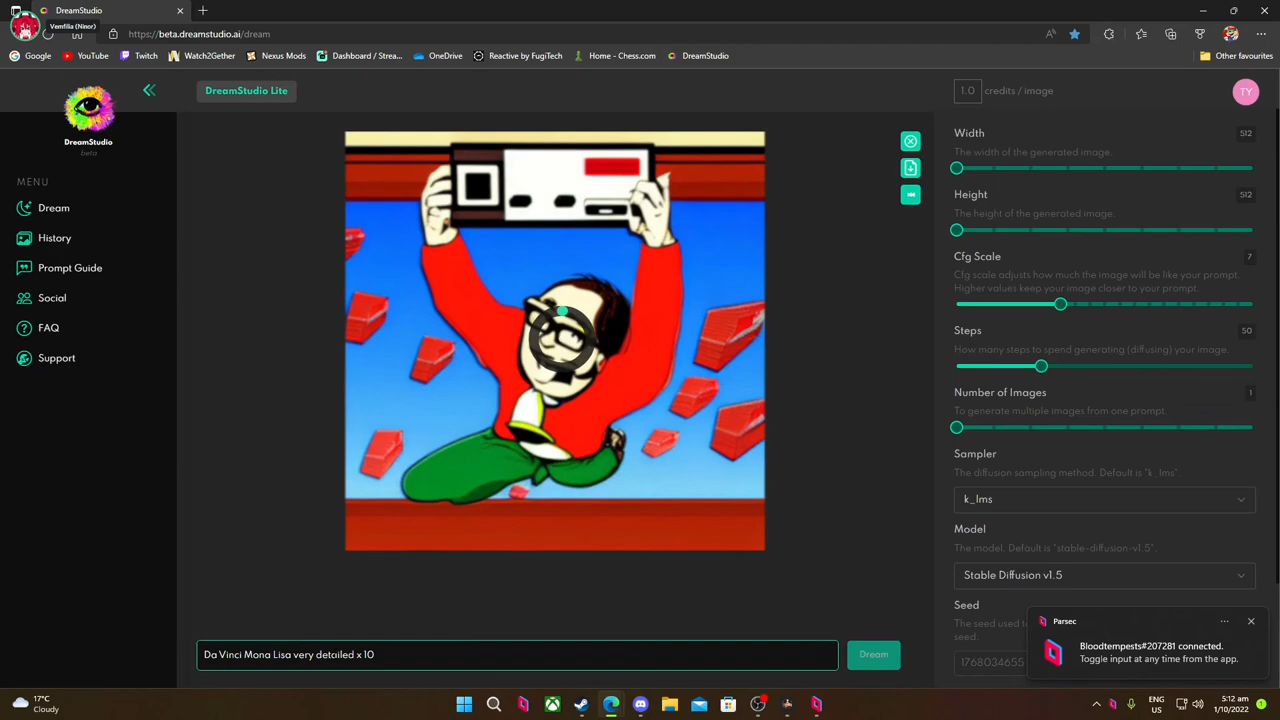 DreamStudio
Vemfilia (Ninor)
https://beta.dreamstudio.ai/dream
Google
YouTube
Twitch
Watch2Gether
Nexus Mods
Dashboard / Strea...
OneDrive
Reactive by FugiTech
Home - Chess.com
DreamStudio
Other favourites
DreamStudio
beta
DreamStudio Lite
1.0 credits / image
TY
MENU
Dream
History
Prompt Guide
Social
FAQ
Support
Width
512
The width of the generated image.
Height
512
The height of the generated image.
Cfg Scale
7
Cfg scale adjusts how much the image will be like your prompt.
Higher values keep your image closer to your prompt.
Steps
50
How many steps to spend generating (diffusing) your image.
Number of Images
1
To generate multiple images from one prompt.
Sampler
The diffusion sampling method. Default is "k_lms".
k_lms
Model
The model. Default is "stable-diffusion-v1.5".
Stable Diffusion v1.5
Seed
The seed used to
seed.
1768034655
Da Vinci Mona Lisa very detailed x 10
Dream
Parsec
Bloodtempests#207281 connected.
Toggle input at any time from the app.
17°C
Cloudy
ENG
US
5:12 am
1/10/2022